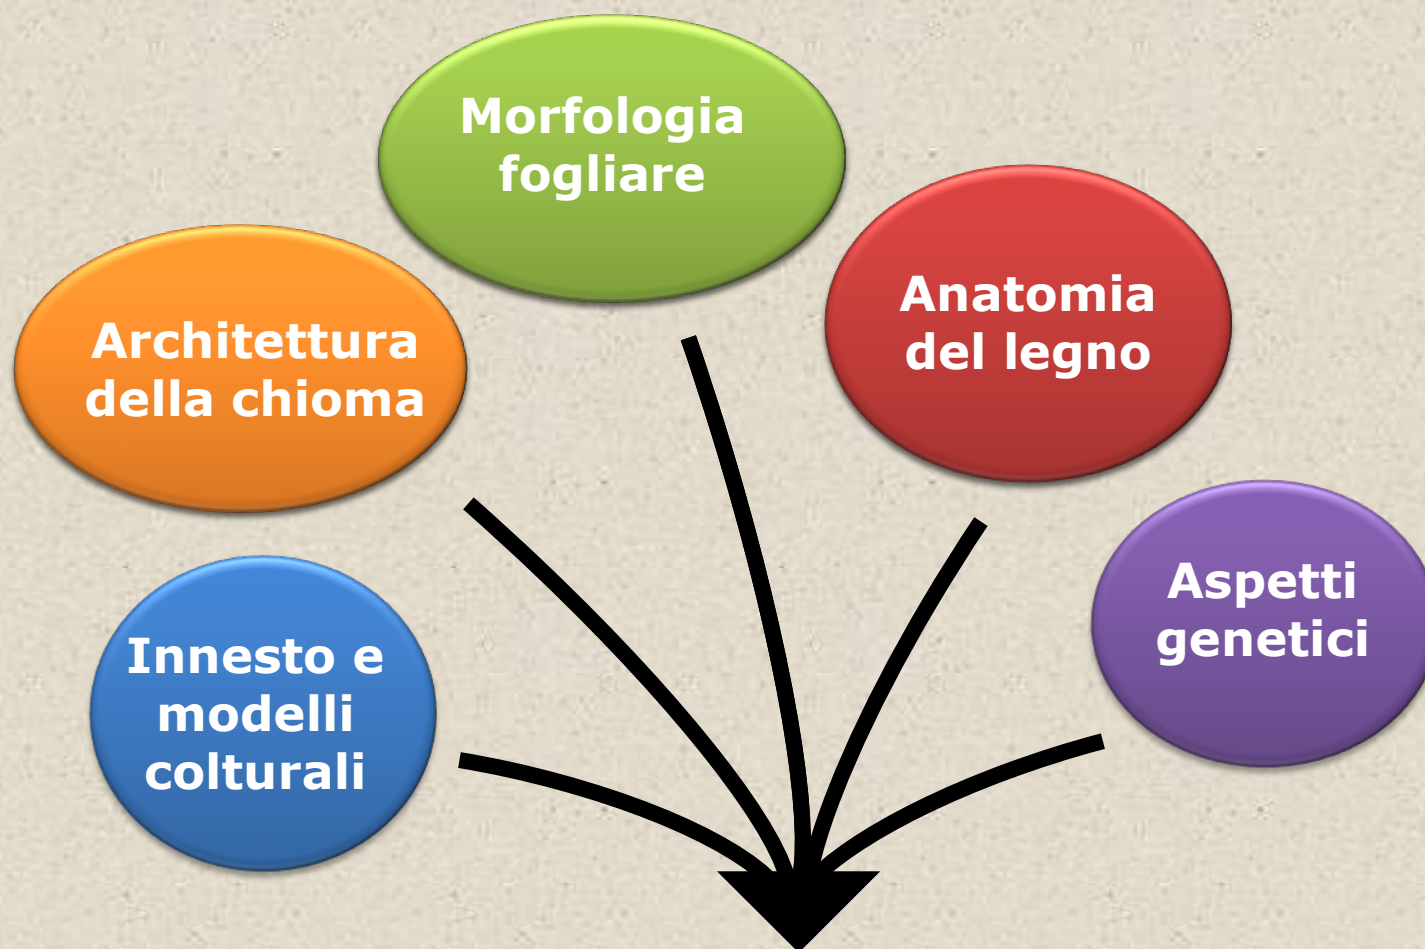 Morfologia
fogliare
Anatomia
del legno
Architettura
della chioma
Aspetti
genetici
Innesto e
modelli
colturali